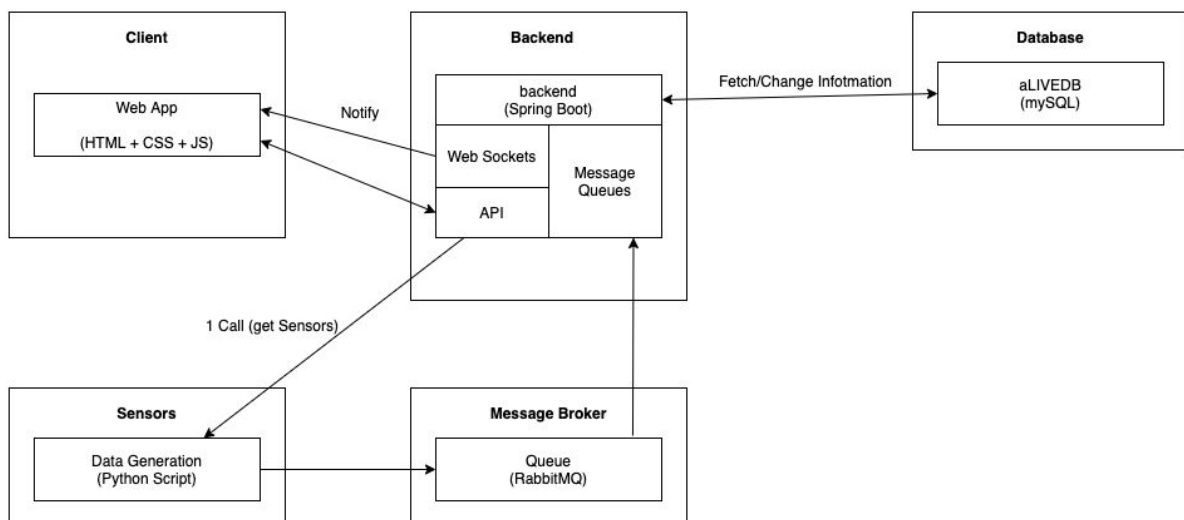 Client
Web App
(HTML + CSS + JS)
Notify
Backend
backend
(Spring Boot)
Web Sockets
API
Message
Queues
Fetch/Change Infotmation
Database
aLIVEDB
(mySQL)
1 Call (get Sensors)
Sensors
Data Generation
(Python Script)
Message Broker
Queue
(RabbitMQ)